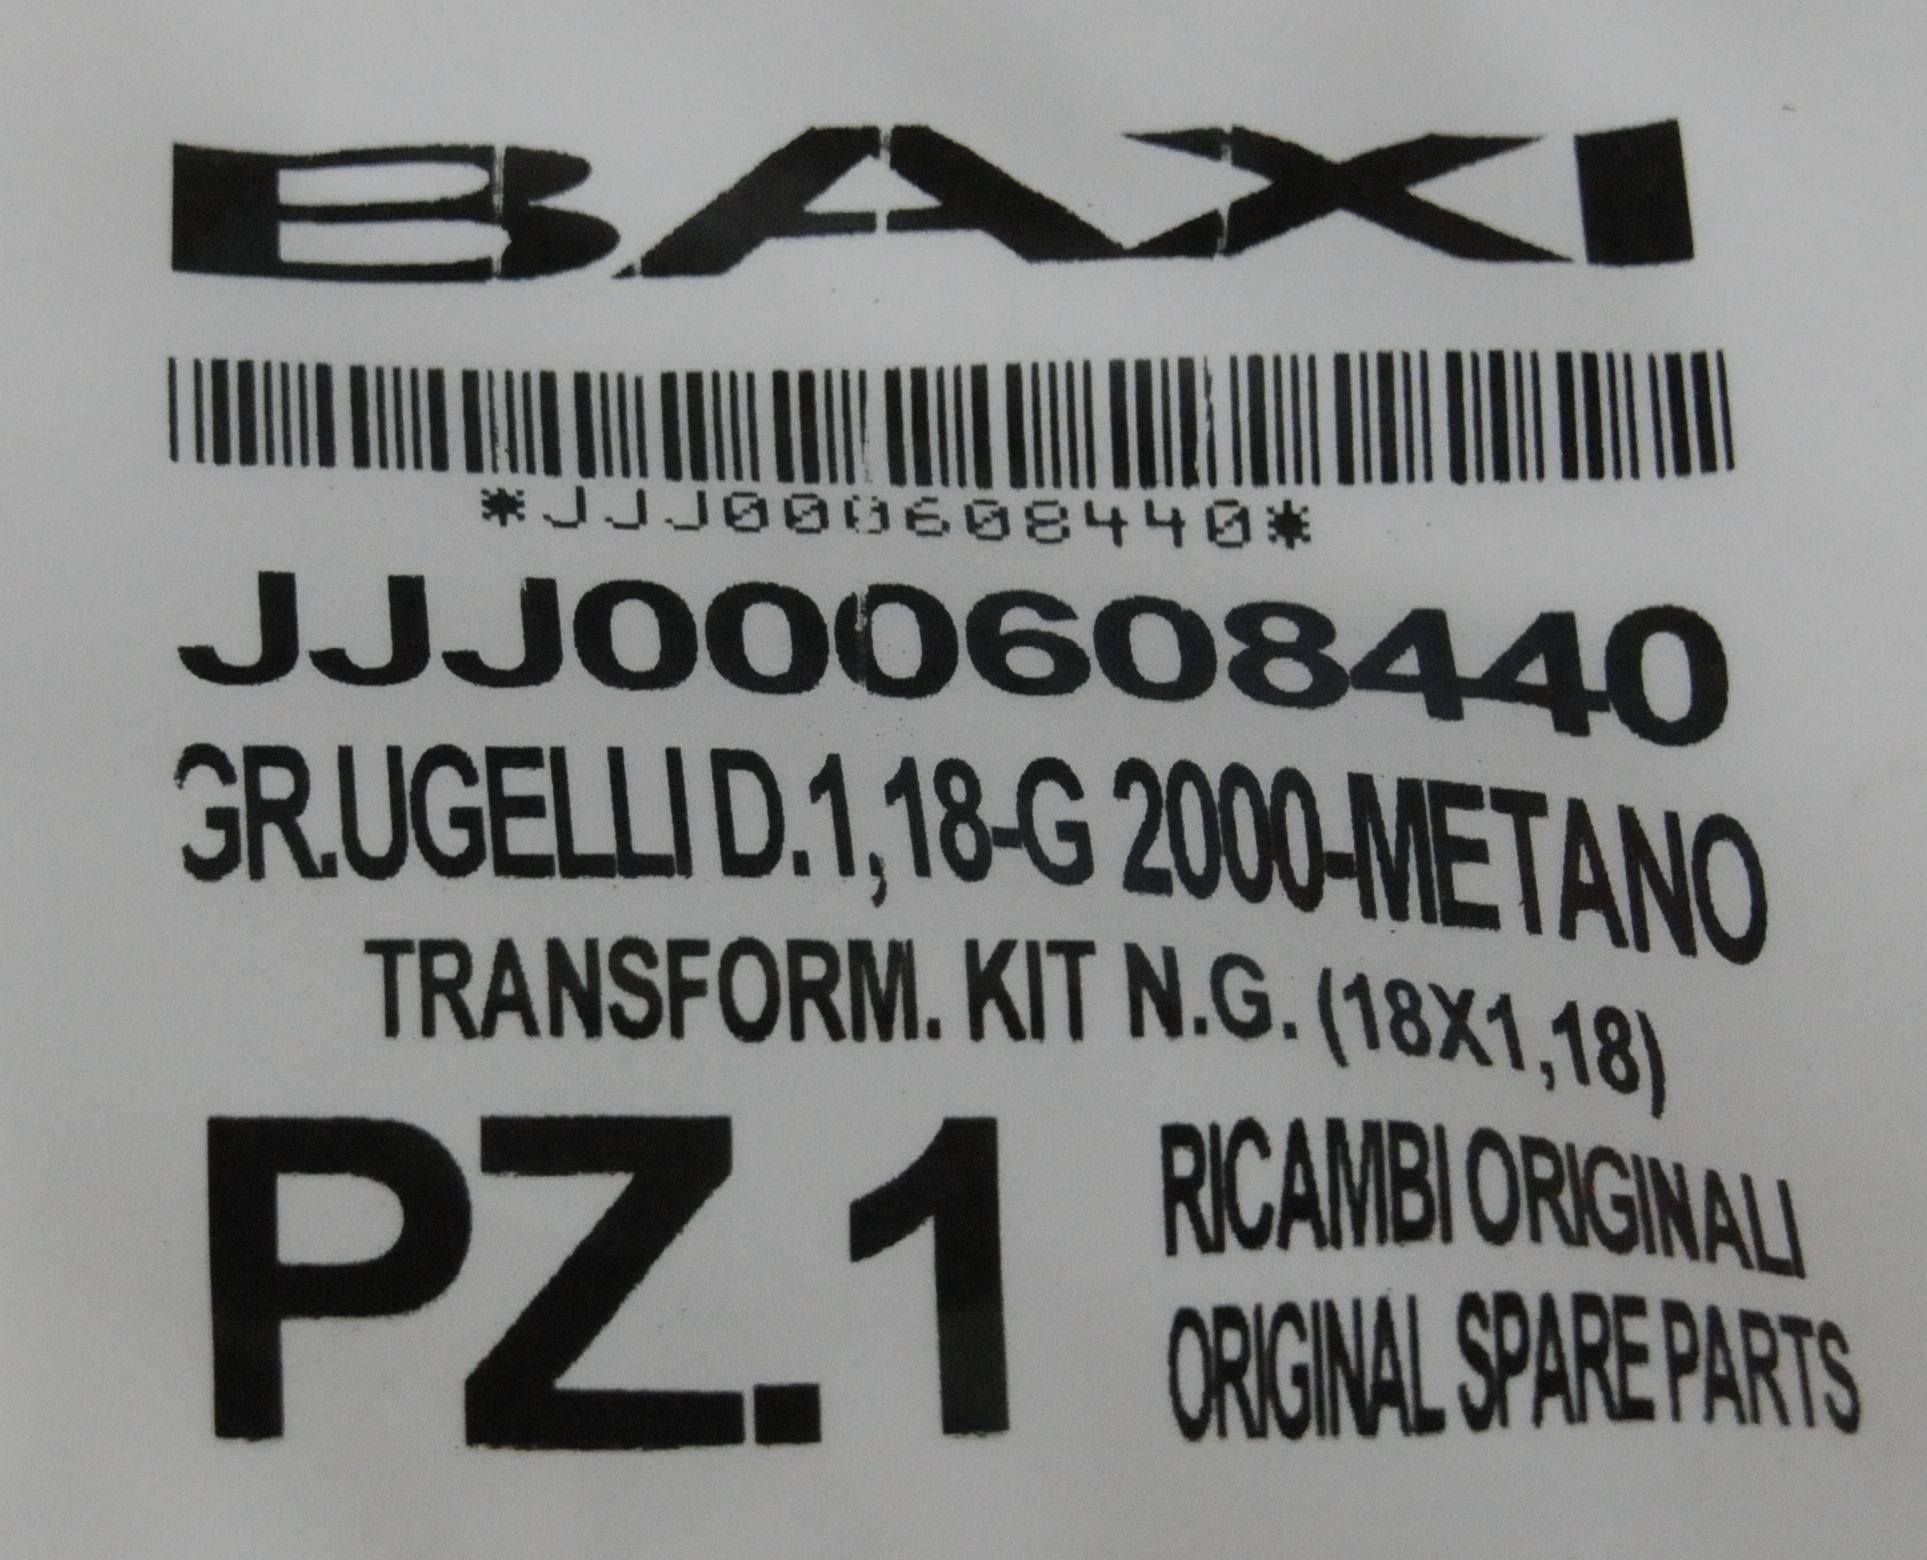 BAXI
*JJJ000608440*
JJJ000608440
GR.UGELLI D.1,18-G 2000-METANO
TRANSFORM. KIT N.G. (18X1,18)
PZ.1
RICAMBI ORIGINALI
ORIGINAL SPARE PARTS